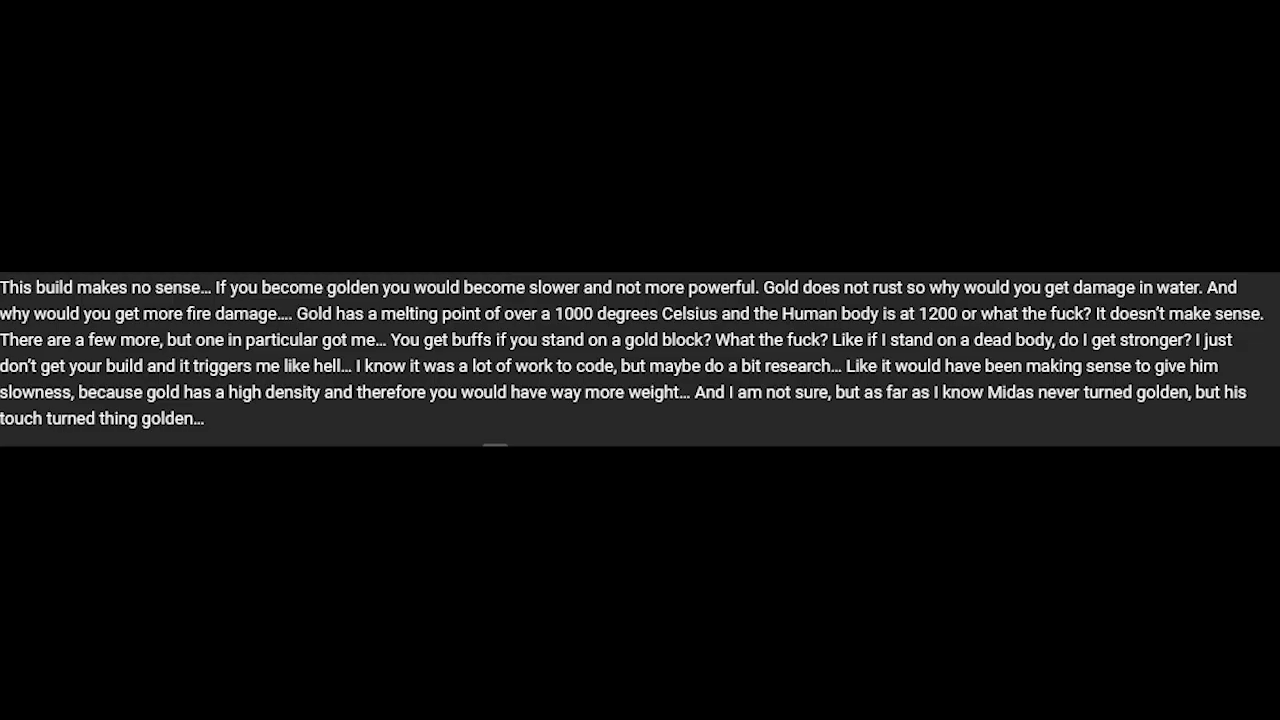 This build makes no sense... If you become golden you would become slower and not more powerful. Gold does not rust so why would you get damage in water. And
why would you get more fire damage.... Gold has a melting point of over a 1000 degrees Celsius and the Human body is at 1200 or what the fuck? It doesn't make sense.
There are a few more, but one in particular got me... You get buffs if you stand on a gold block? What the fuck? Like if I stand on a dead body, do I get stronger? I just
don't get your build and it triggers me like hell... I know it was a lot of work to code, but maybe do a bit research... Like it would have been making sense to give him
slowness, because gold has a high density and therefore you would have way more weight... And I am not sure, but as far as I know Midas never turned golden, but his
touch turned thing golden...